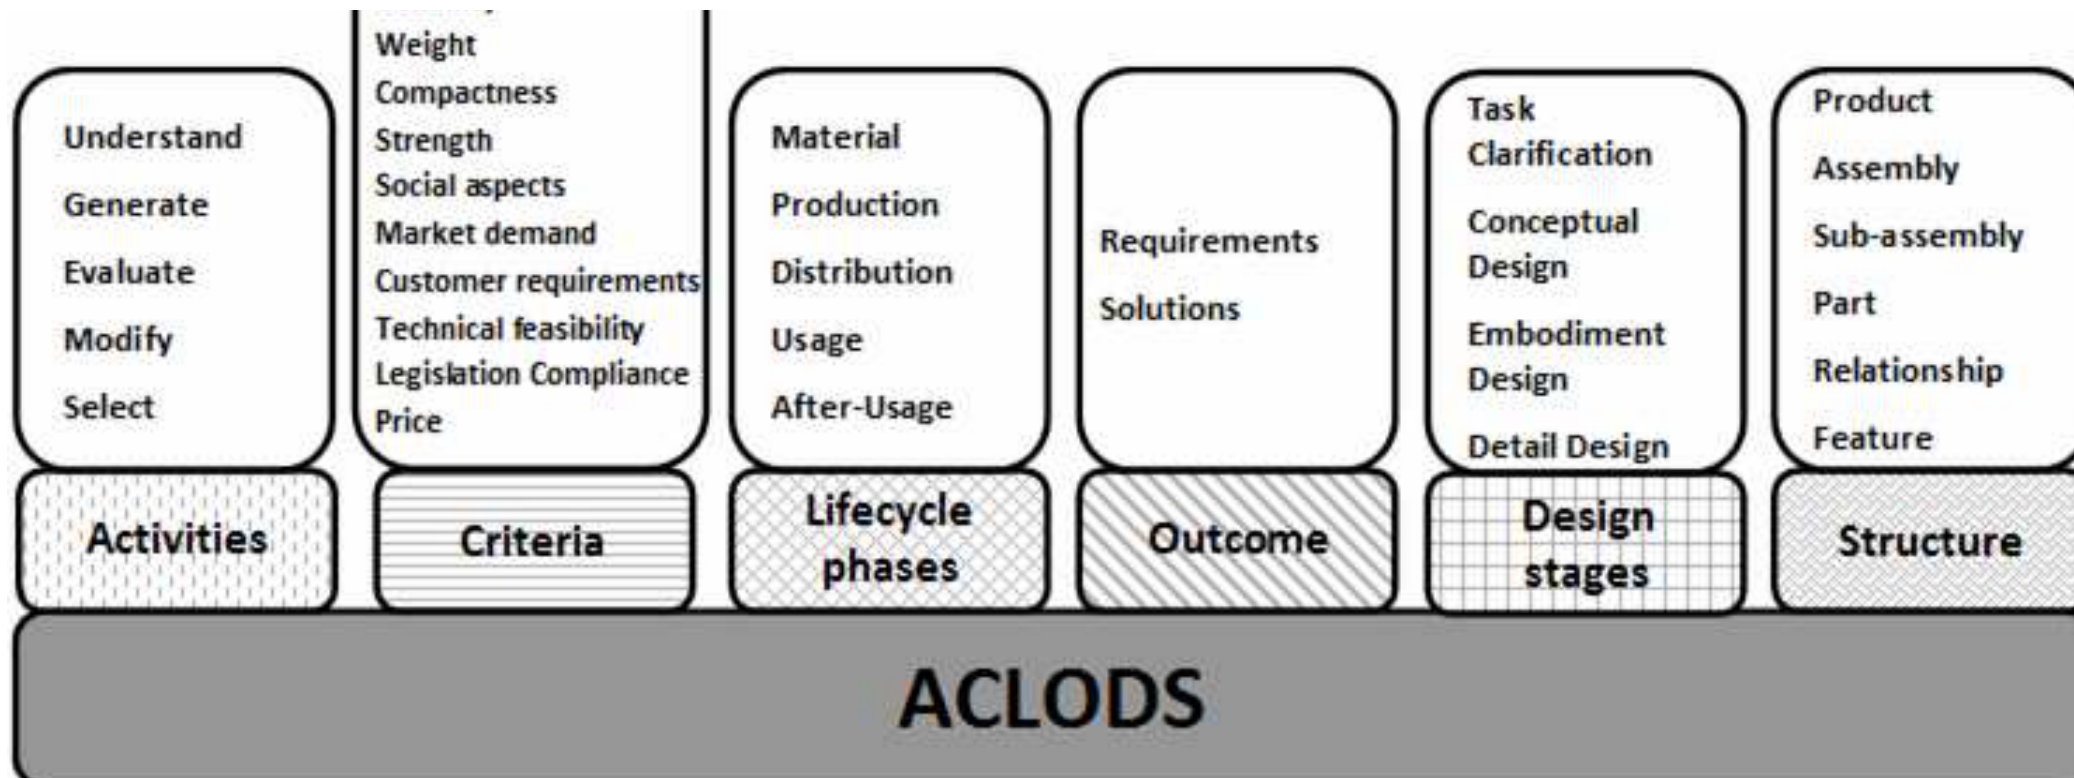 Understand
Generate
Evaluate
Modify
Select
Activities
Weight
Compactness
Strength
Social aspects
Market demand
Customer requirements
Technical feasibility
Legislation Compliance
Price
Criteria
Material
Production
Distribution
Usage
After-Usage
Lifecycle
phases
Requirements
Solutions
Outcome
Task
Clarification
Conceptual
Design
Embodiment
Design
Detail Design
Design
stages
Product
Assembly
Sub-assembly
Part
Relationship
Feature
Structure
ACLODS